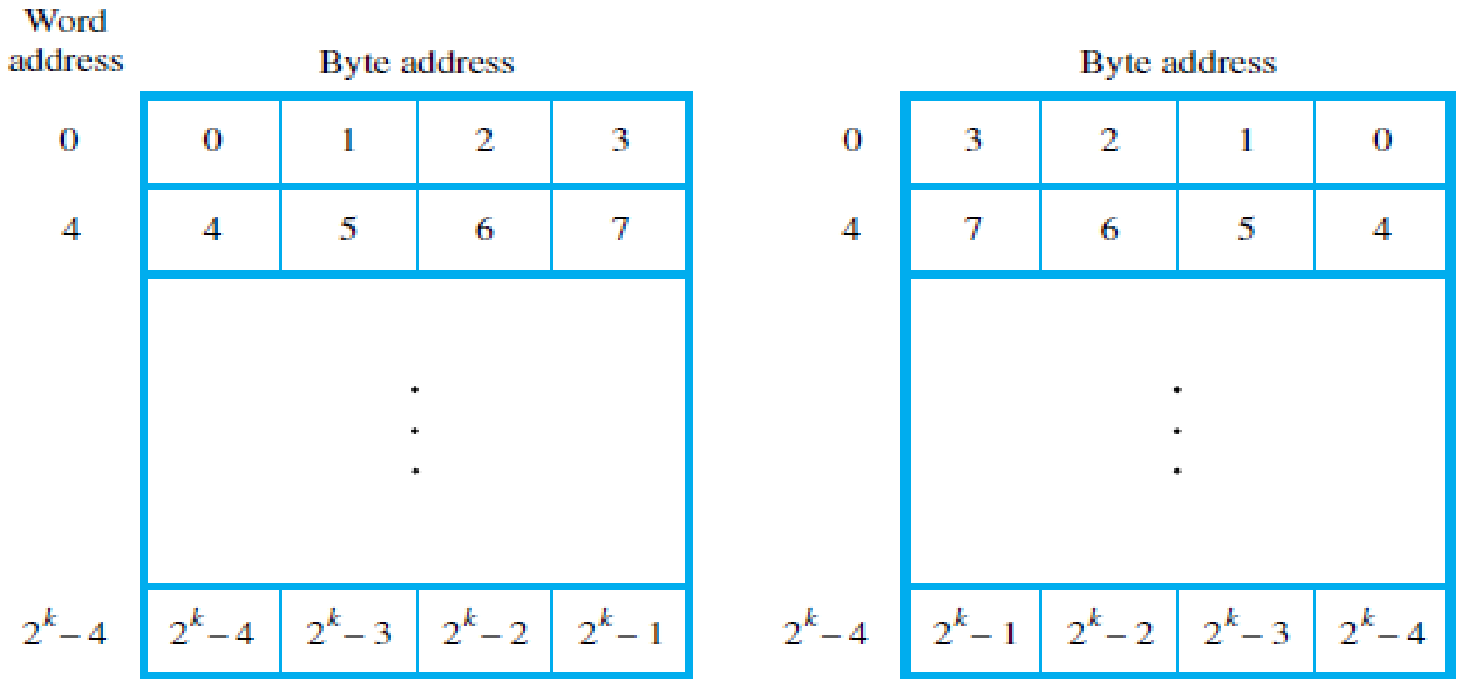 Word
address
Byte address
0 0 1 2 3
4 4 5 6 7
2^k – 4 2^k – 4 2^k – 3 2^k – 2 2^k – 1
Byte address
0 3 2 1 0
4 7 6 5 4
2^k – 4 2^k – 1 2^k – 2 2^k – 3 2^k – 4